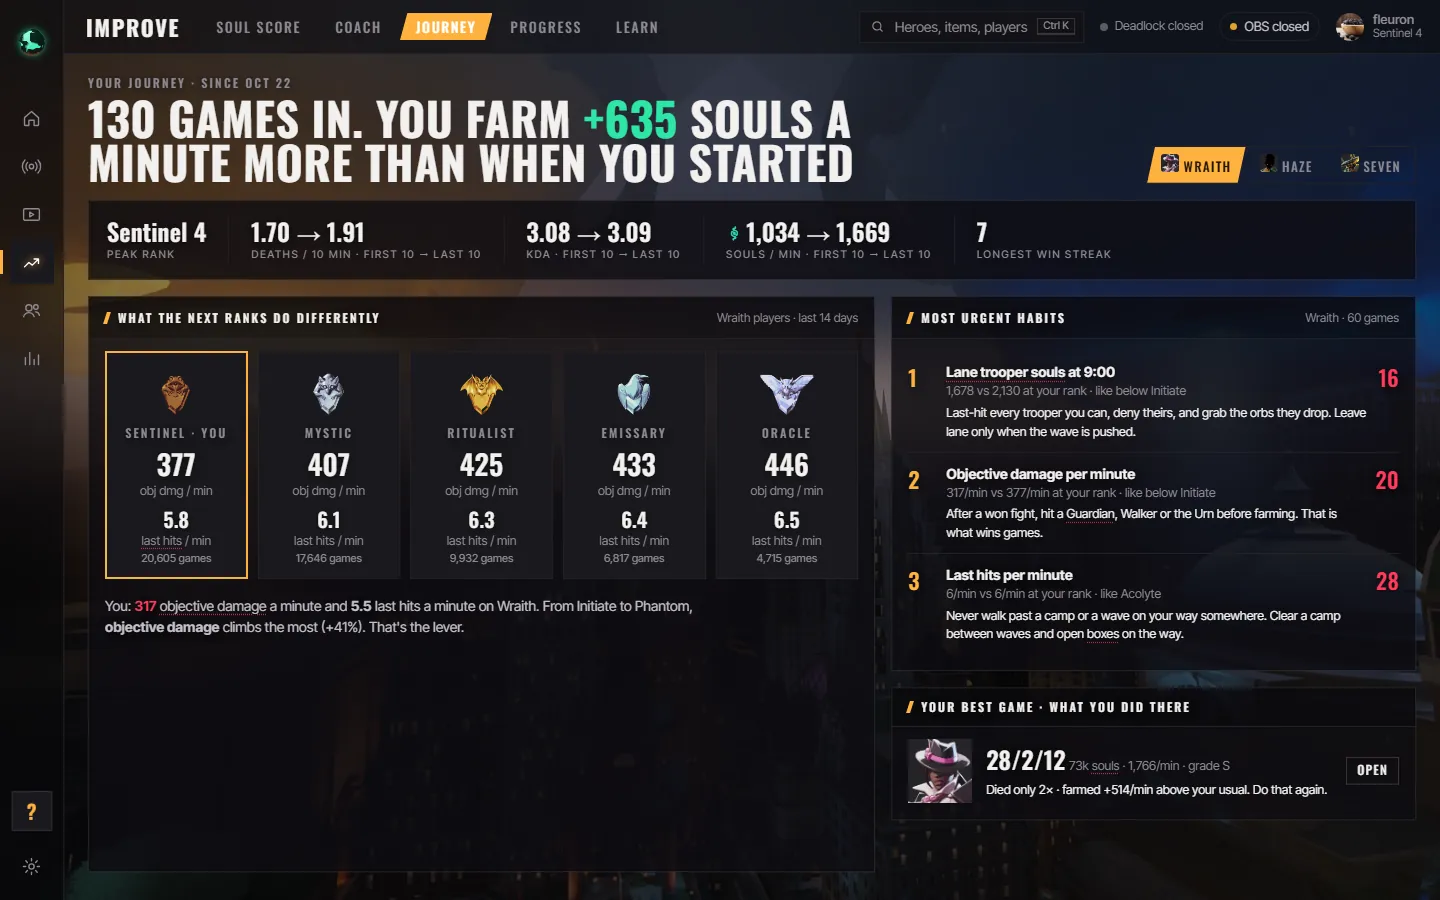 IMPROVE
SOUL SCORE
COACH
JOURNEY
PROGRESS
LEARN
Heroes, items, players
Ctrl K
Deadlock closed
OBS closed
fleuron
Sentinel 4
YOUR JOURNEY · SINCE OCT 22
130 GAMES IN. YOU FARM +635 SOULS A
MINUTE MORE THAN WHEN YOU STARTED
WRAITH
HAZE
SEVEN
Sentinel 4
PEAK RANK
1.70 → 1.91
DEATHS / 10 MIN · FIRST 10 → LAST 10
3.08 → 3.09
KDA · FIRST 10 → LAST 10
1,034 → 1,669
SOULS / MIN · FIRST 10 → LAST 10
7
LONGEST WIN STREAK
WHAT THE NEXT RANKS DO DIFFERENTLY
Wraith players · last 14 days
SENTINEL · YOU
377
obj dmg / min
5.8
last hits / min
20,605 games
MYSTIC
407
obj dmg / min
6.1
last hits / min
17,646 games
RITUALIST
425
obj dmg / min
6.3
last hits / min
9,932 games
EMISSARY
433
obj dmg / min
6.4
last hits / min
6,817 games
ORACLE
446
obj dmg / min
6.5
last hits / min
4,715 games
You: 317 objective damage a minute and 5.5 last hits a minute on Wraith. From Initiate to Phantom,
objective damage climbs the most (+41%). That's the lever.
MOST URGENT HABITS
Wraith · 60 games
1
Lane trooper souls at 9:00
16
1,678 vs 2,130 at your rank · like below Initiate
Last-hit every trooper you can, deny theirs, and grab the orbs they drop. Leave
lane only when the wave is pushed.
2
Objective damage per minute
20
317/min vs 377/min at your rank · like below Initiate
After a won fight, hit a Guardian, Walker or the Urn before farming. That is
what wins games.
3
Last hits per minute
28
6/min vs 6/min at your rank · like Acolyte
Never walk past a camp or a wave on your way somewhere. Clear a camp
between waves and open boxes on the way.
YOUR BEST GAME · WHAT YOU DID THERE
28/2/12 73k souls · 1,766/min · grade S
Died only 2× · farmed +514/min above your usual. Do that again.
OPEN
?